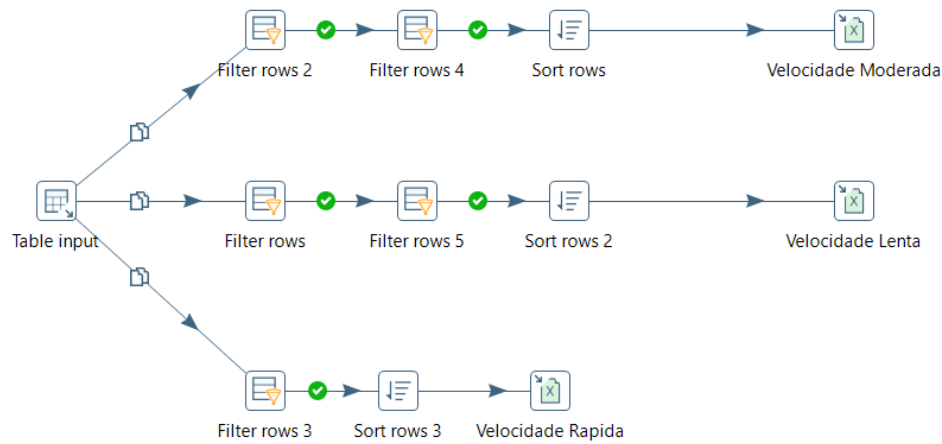 Filter rows 2
Filter rows 4
Sort rows
Velocidade Moderada
Table input
Filter rows
Filter rows 5
Sort rows 2
Velocidade Lenta
Filter rows 3
Sort rows 3
Velocidade Rapida